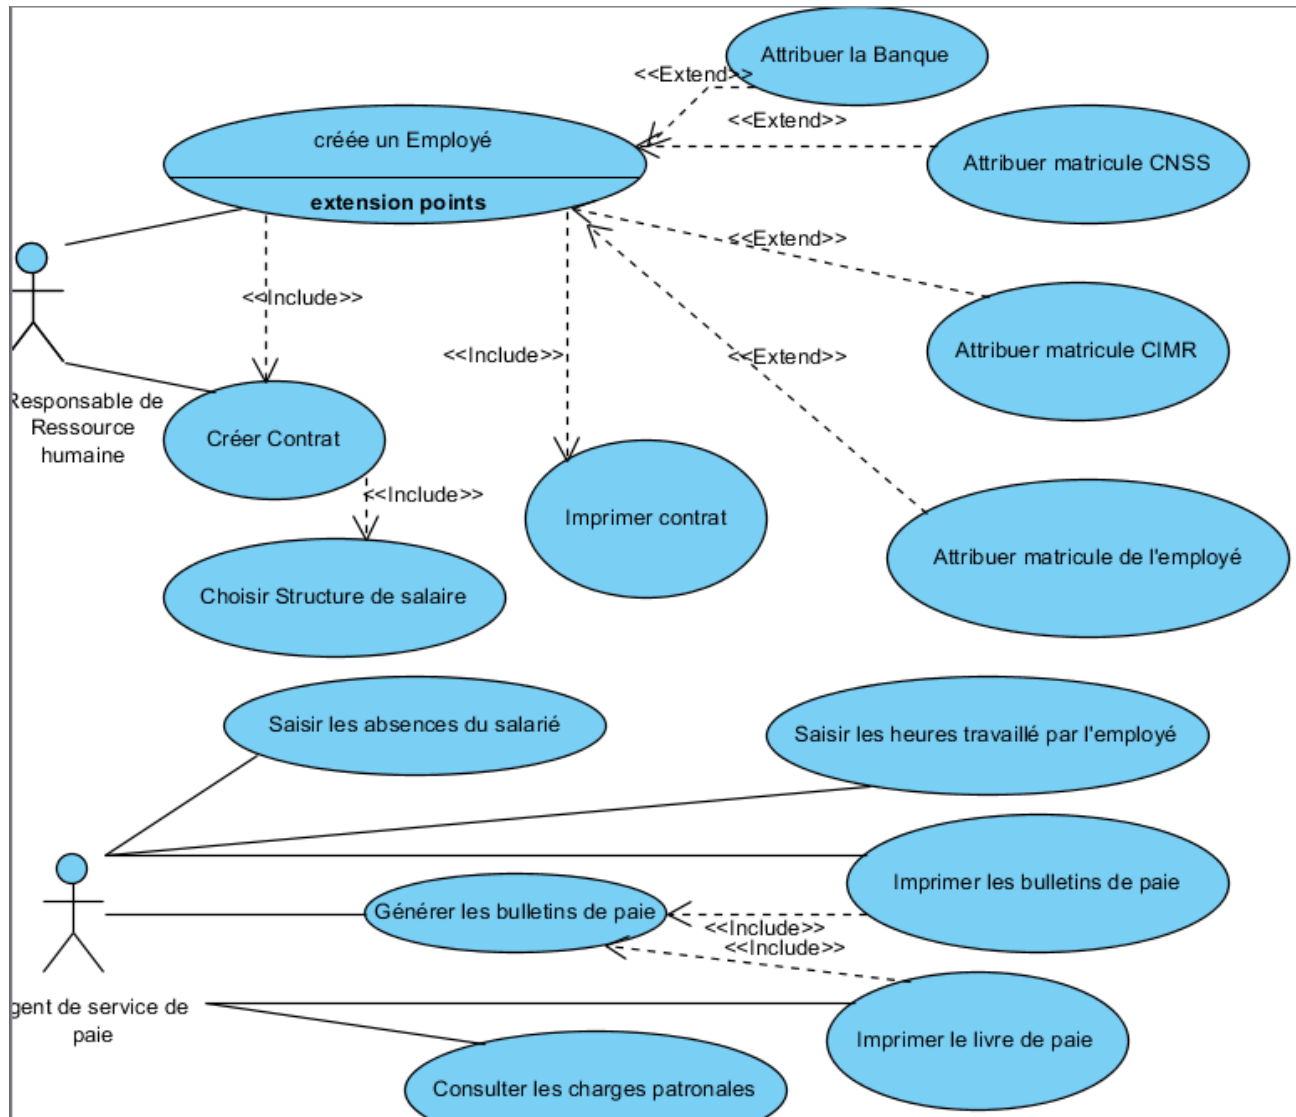 Attribuer la Banque
<<Extend>>
<<Extend>>
créée un Employé
Attribuer matricule CNSS
extension points
<<Extend>>
<<Include>>
<<Include>>
<<Extend>>
Attribuer matricule CIMR
Responsable de
Ressource
humaine
Créer Contrat
<<Include>>
Imprimer contrat
Attribuer matricule de l'employé
Choisir Structure de salaire
Saisir les absences du salarié
Saisir les heures travaillé par l'employé
Imprimer les bulletins de paie
Générer les bulletins de paie
<<Include>>
<<Include>>
gent de service de
paie
Imprimer le livre de paie
Consulter les charges patronales